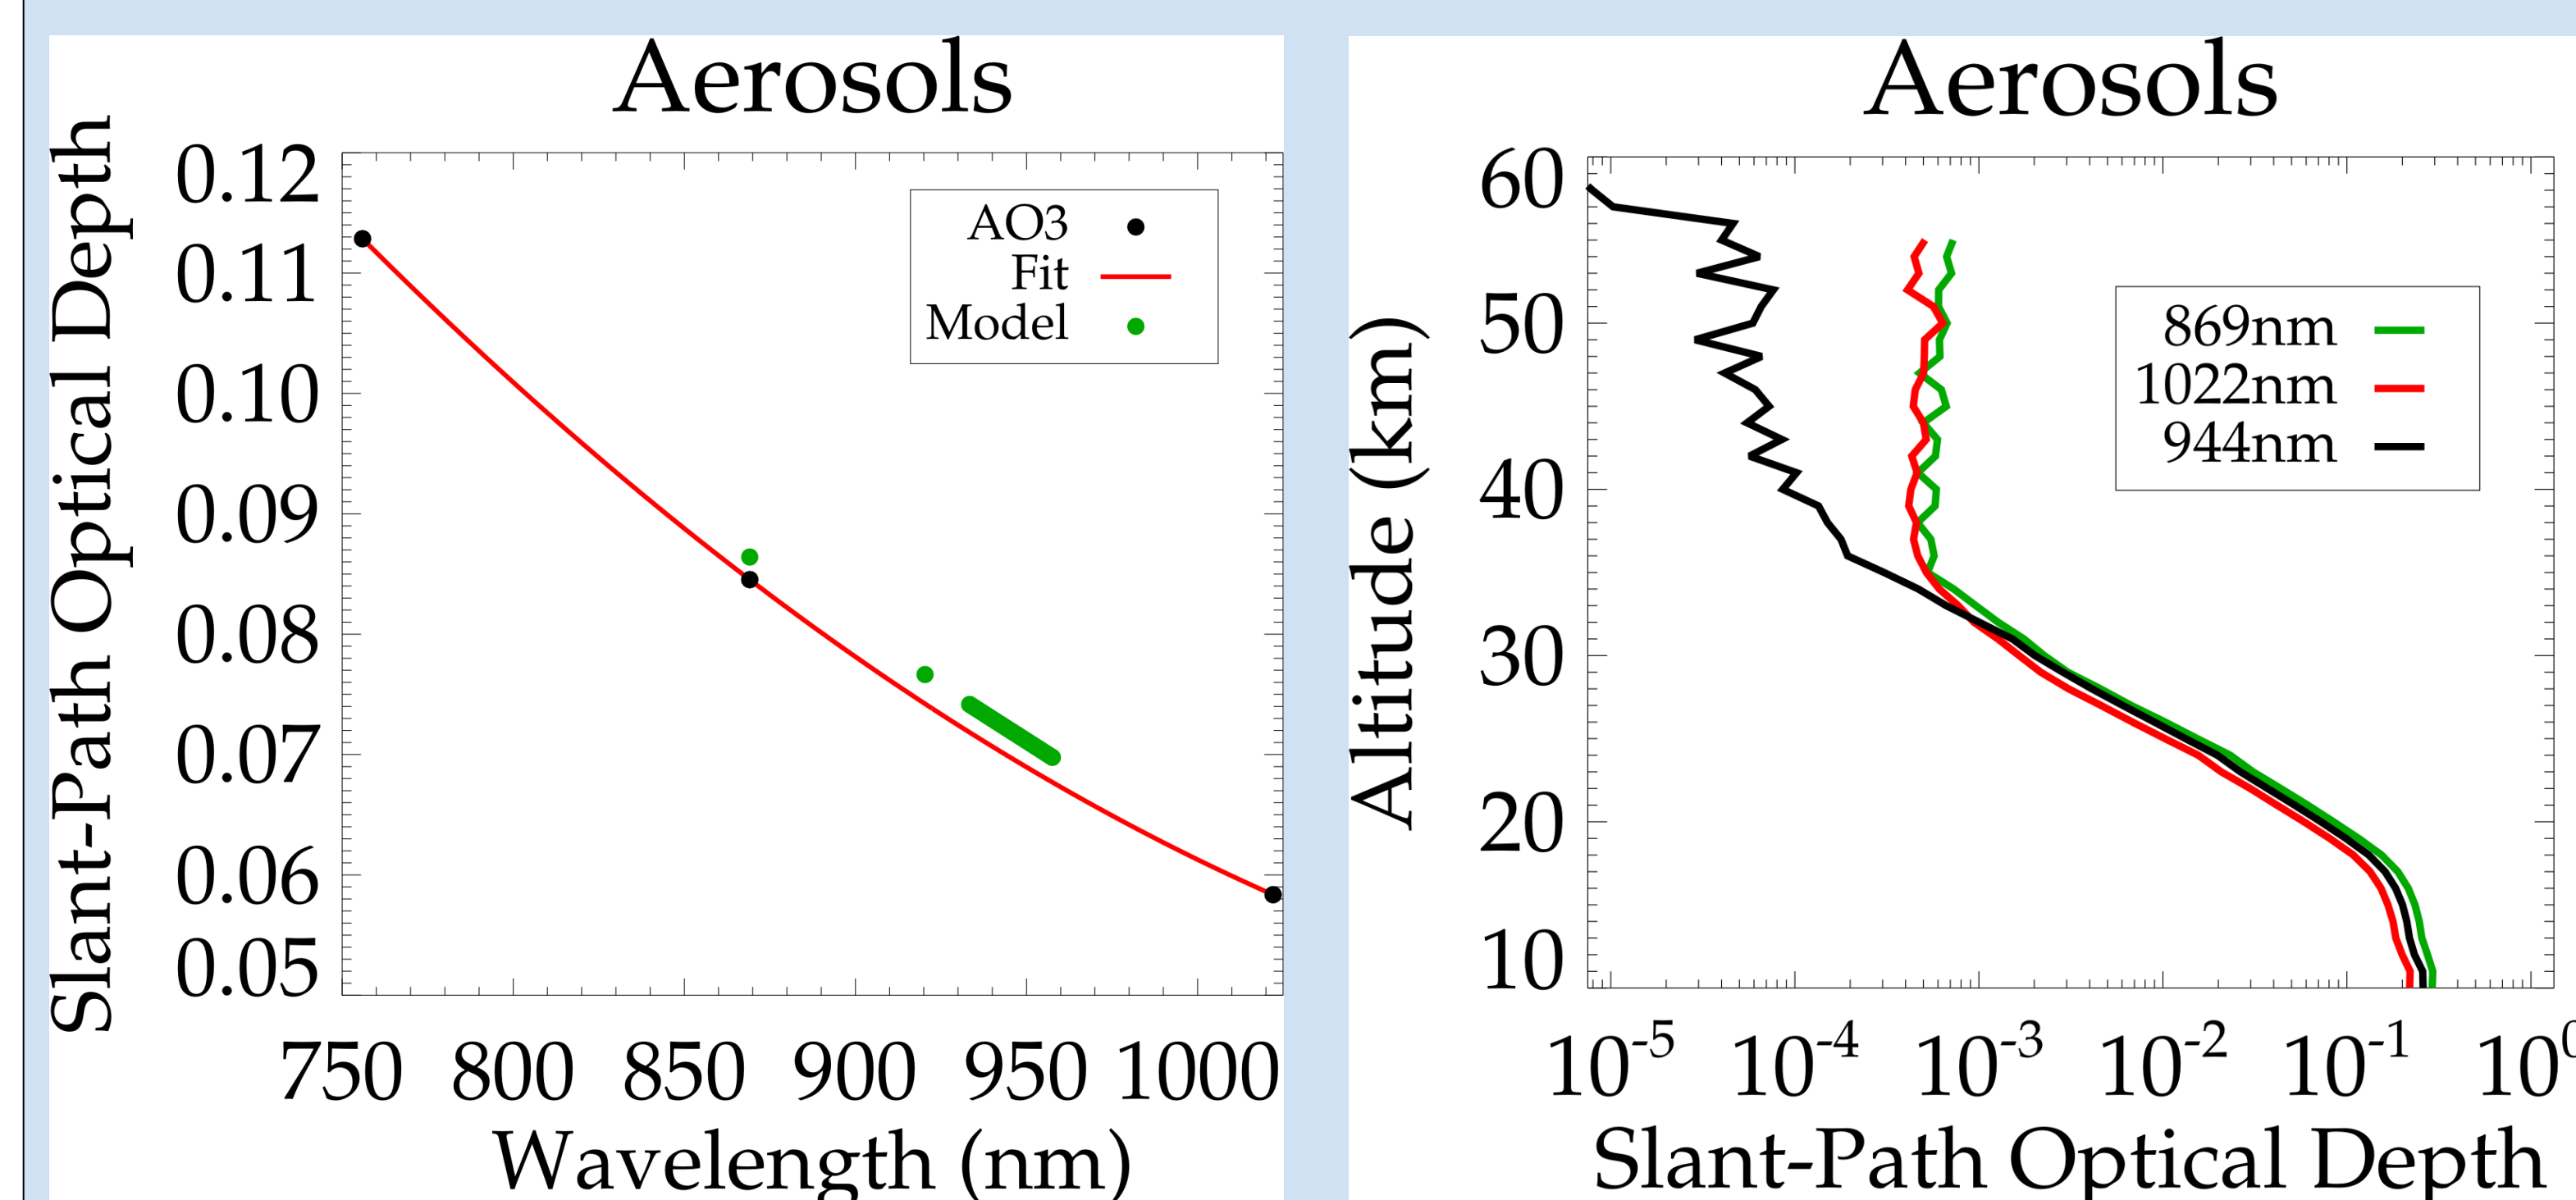 Aerosols
Slant-Path Optical Depth
0.12
0.11
0.10
0.09
0.08
0.07
0.06
0.05
AO3
Fit
Model
750 800 850 900 950 1000
Wavelength (nm)
Aerosols
Altitude (km)
60
50
40
30
20
10
869nm
1022nm
944nm
10-5 10-4 10-3 10-2 10-1 100
Slant-Path Optical Depth